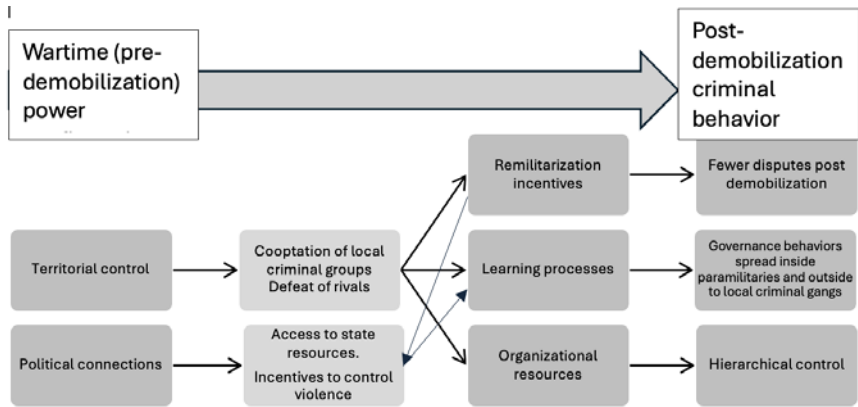 Wartime (pre-
demobilization)
power
Post-
demobilization
criminal
behavior
Remilitarization
incentives
Fewer disputes post
demobilization
Territorial control
Cooptation of local
criminal groups
Defeat of rivals
Learning processes
Governance behaviors
spread inside
paramilitaries and outside
to local criminal gangs
Political connections
Access to state
resources.
Incentives to control
violence
Organizational
resources
Hierarchical control